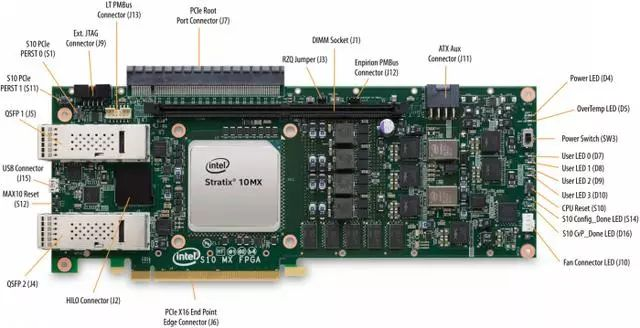 LT PMBus
Connector (J13)
PCIe Root
Port Connector (J7)
Ext. JTAG
Connector (J9)
DIMM Socket (J1)
RZQ Jumper (J3)
Enpirion PMBus
Connector (J12)
ATX Aux
Connector (J11)
S10 PCIe
PERST 0 (S1)
S10 PCIe
PERST 1 (S11)
QSFP 1 (J5)
USB Connector
(J15)
MAX10 Reset
(S12)
QSFP 2 (J4)
HILO Connector (J2)
PCIe X16 End Point
Edge Connector (J6)
Power LED (D4)
OverTemp LED (D5)
Power Switch (SW3)
User LED 0 (D7)
User LED 1 (D8)
User LED 2 (D9)
User LED 3 (D10)
CPU Reset (S10)
S10 Config_Done LED (S14)
S10 CvP_Done LED (D16)
Fan Connector LED (J10)
intel
Stratix® 10 MX
intel
S10 MX FPGA